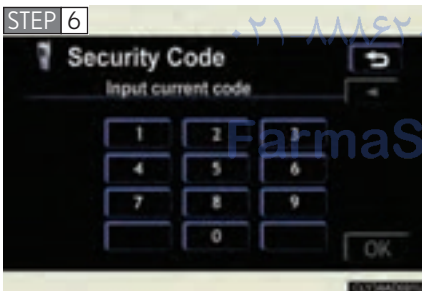 STEP 6
۰۲۱ ۸۸۸۶۲
Security Code
Input current code
1 2 3
FarmaS
4 5 6
7 8 9
0
OK